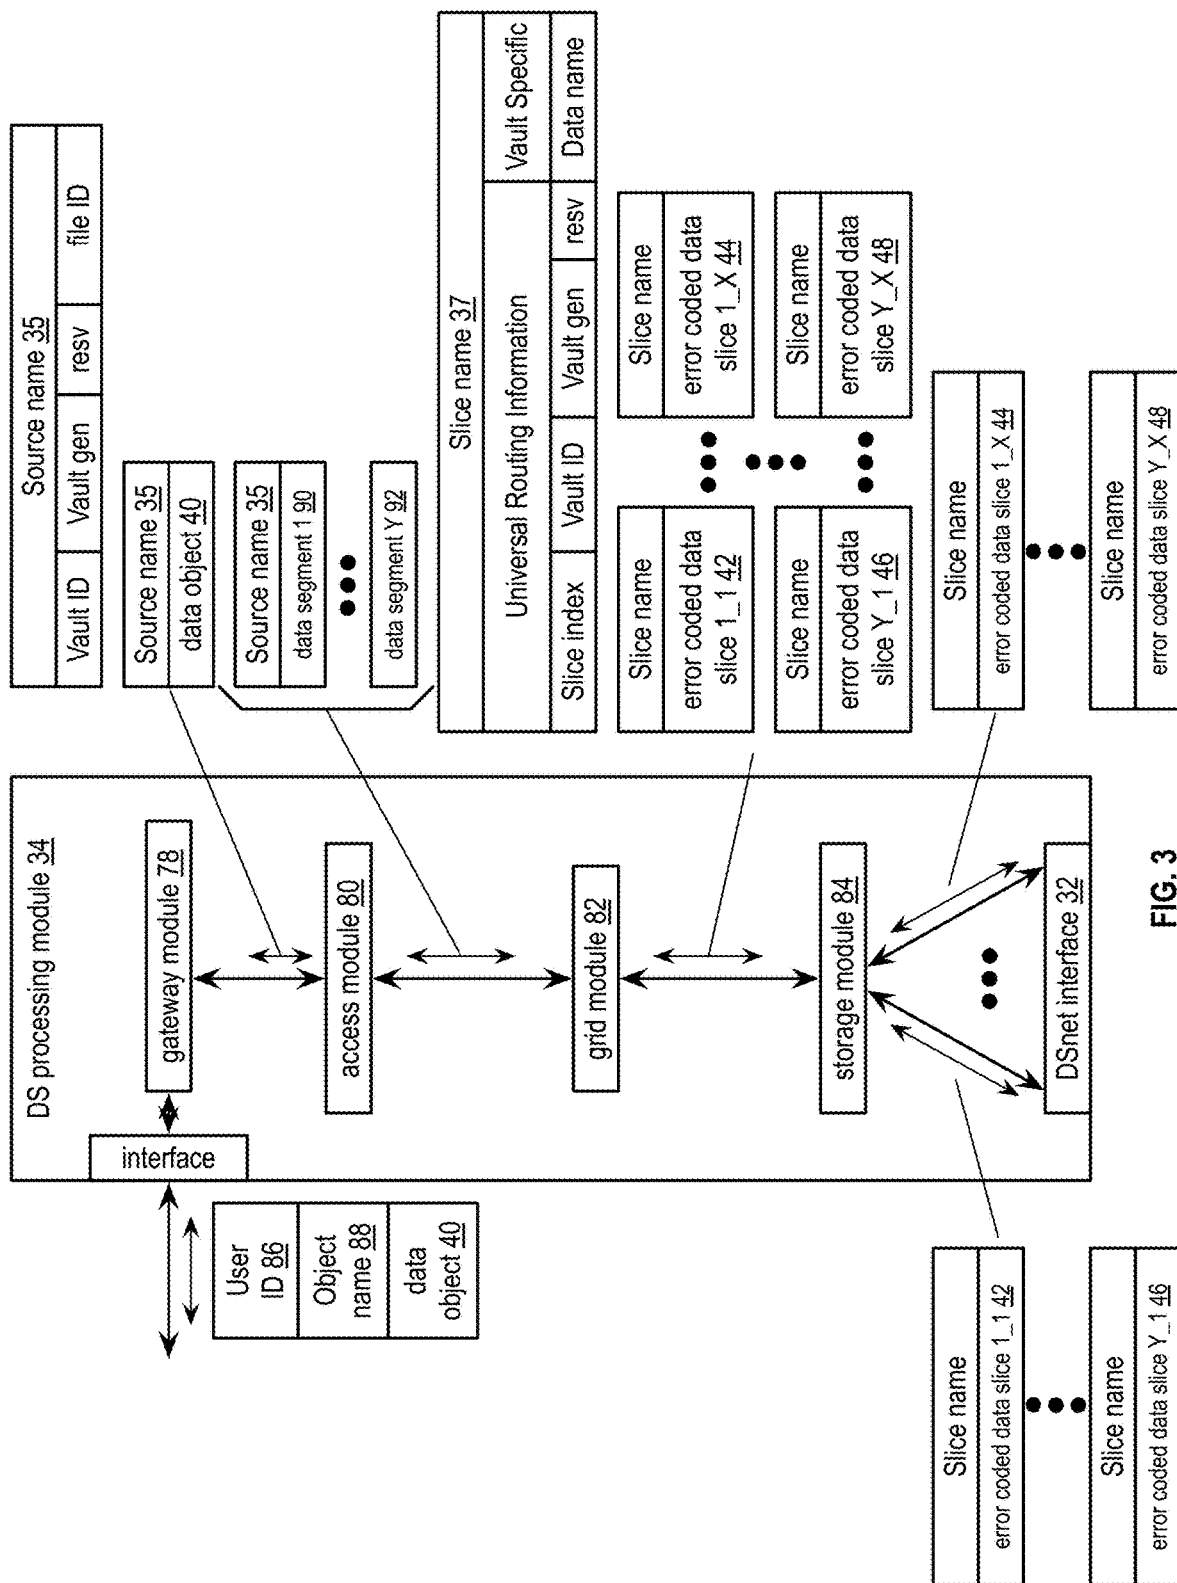 DS processing module 34
interface
gateway module 78
access module 80
grid module 82
storage module 84
DSnet interface 32
User
ID 86
Object
name 88
data
object 40
Source name 35
Vault ID
Vault gen
resv
file ID
Source name 35
data object 40
Source name 35
data segment 1 90
data segment Y 92
Slice name 37
Universal Routing Information
Vault Specific
Slice index
Vault ID
Vault gen
resv
Data name
Slice name
error coded data
slice 1_1 42
Slice name
error coded data
slice 1_X 44
Slice name
error coded data
slice Y_1 46
Slice name
error coded data
slice Y_X 48
Slice name
error coded data slice 1_1 42
Slice name
error coded data slice Y_1 46
Slice name
error coded data slice 1_X 44
Slice name
error coded data slice Y_X 48
FIG. 3